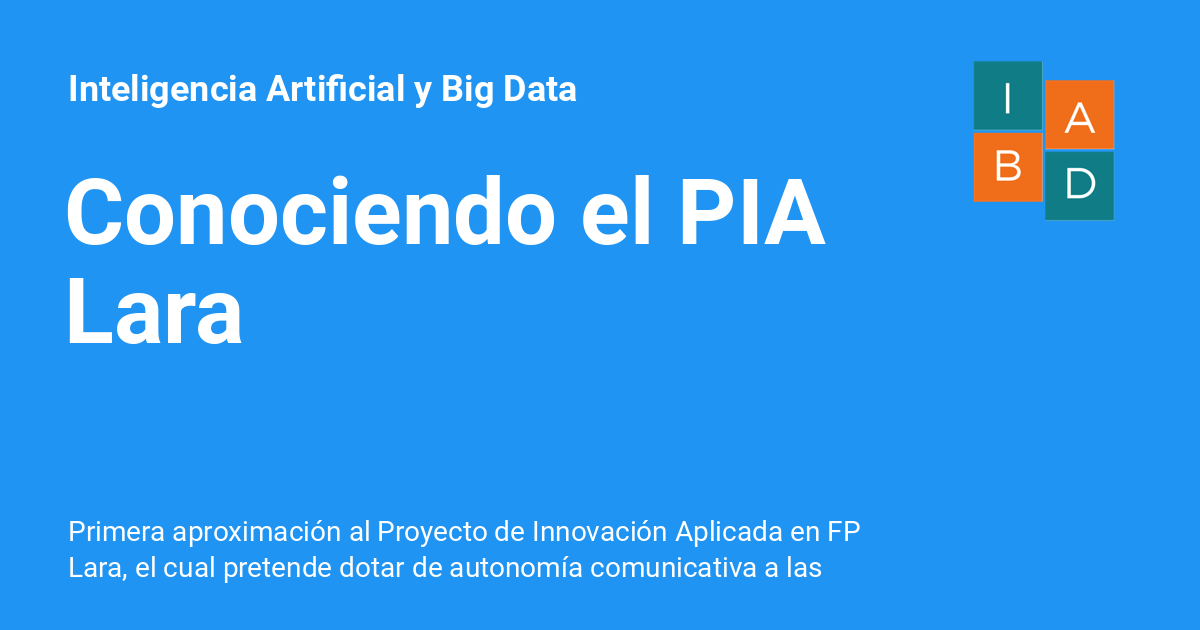 Inteligencia Artificial y Big Data
I A
B D
Conociendo el PIA
Lara
Primera aproximación al Proyecto de Innovación Aplicada en FP
Lara, el cual pretende dotar de autonomía comunicativa a las